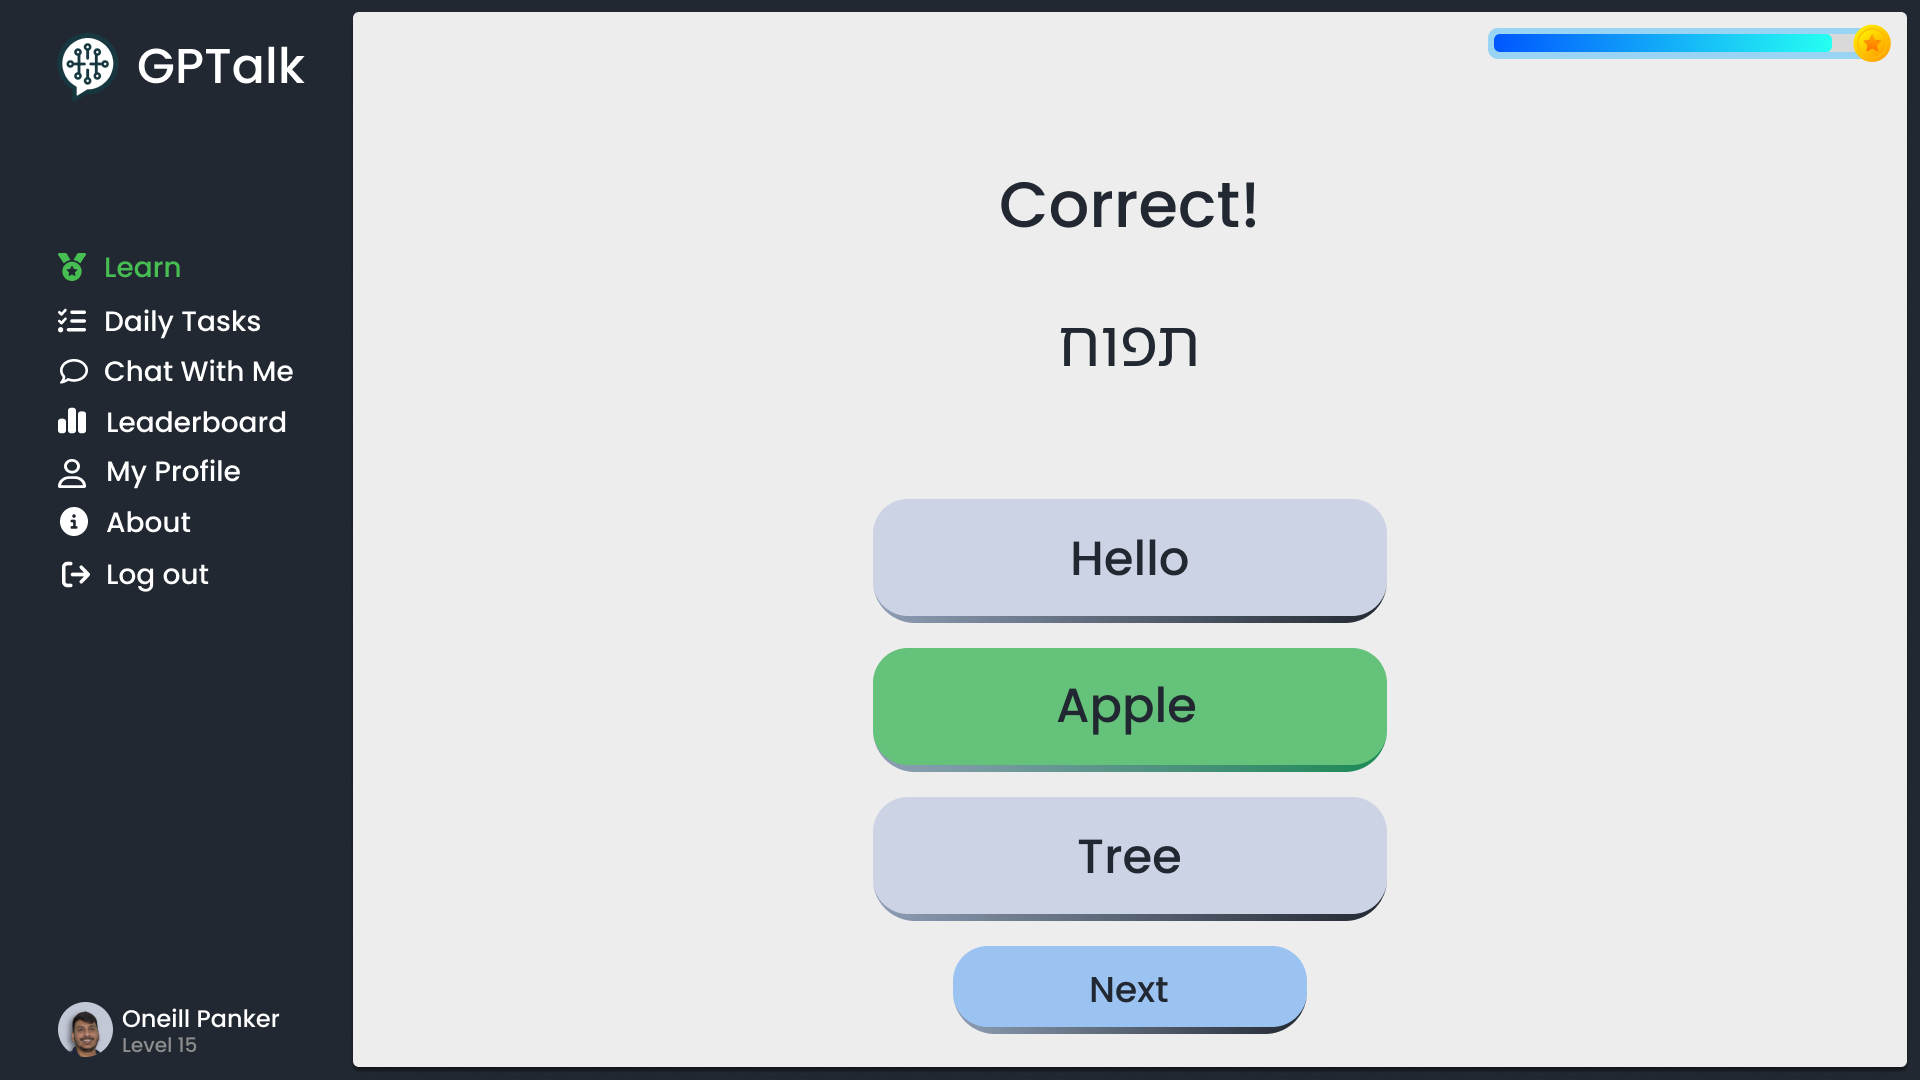 GPTalk
Learn
Daily Tasks
Chat With Me
Leaderboard
My Profile
About
Log out
Oneill Panker
Level 15
Correct!
תפוח
Hello
Apple
Tree
Next